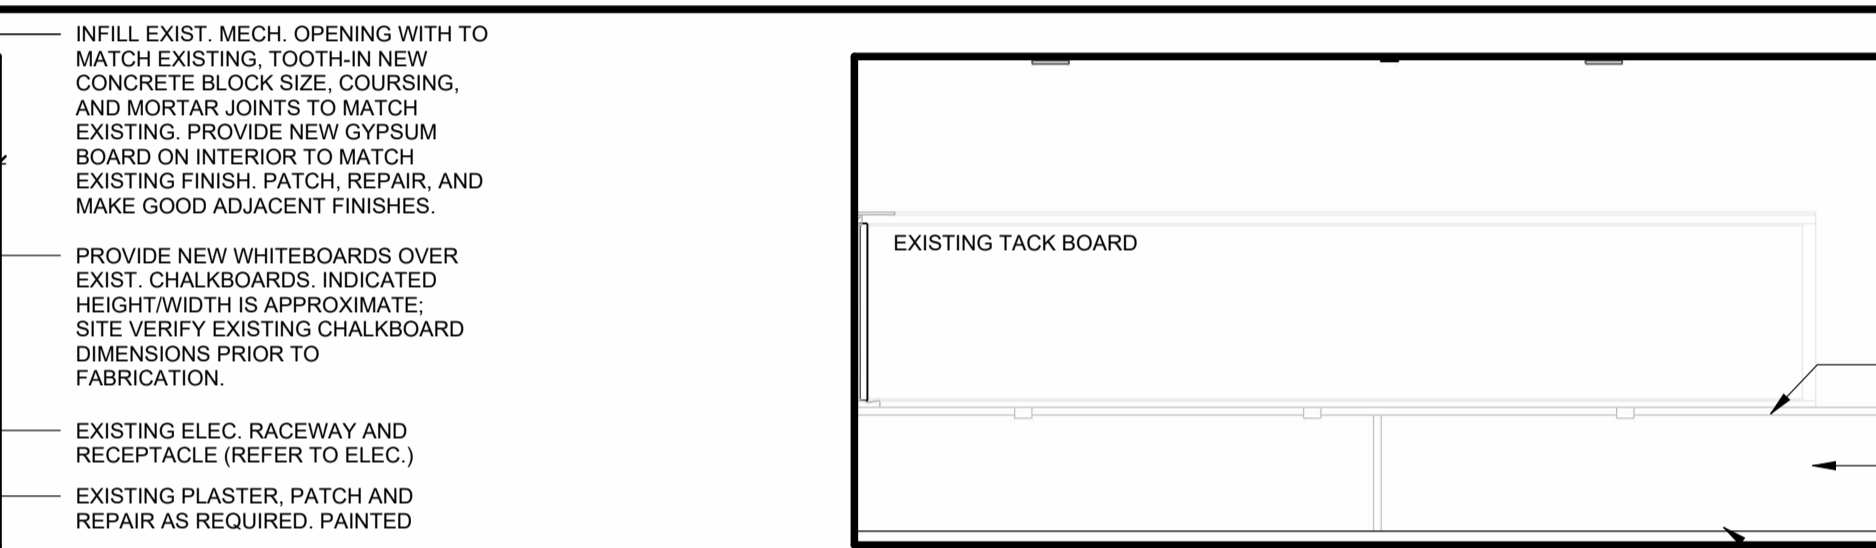 INFILL EXIST. MECH. OPENING WITH TO
MATCH EXISTING, TOOTH-IN NEW
CONCRETE BLOCK SIZE, COURSING,
AND MORTAR JOINTS TO MATCH
EXISTING. PROVIDE NEW GYPSUM
BOARD ON INTERIOR TO MATCH
EXISTING FINISH. PATCH, REPAIR, AND
MAKE GOOD ADJACENT FINISHES.
PROVIDE NEW WHITEBOARDS OVER
EXIST. CHALKBOARDS. INDICATED
HEIGHT/WIDTH IS APPROXIMATE;
SITE VERIFY EXISTING CHALKBOARD
DIMENSIONS PRIOR TO
FABRICATION.
EXISTING ELEC. RACEWAY AND
RECEPTACLE (REFER TO ELEC.)
EXISTING PLASTER, PATCH AND
REPAIR AS REQUIRED. PAINTED
EXISTING TACK BOARD